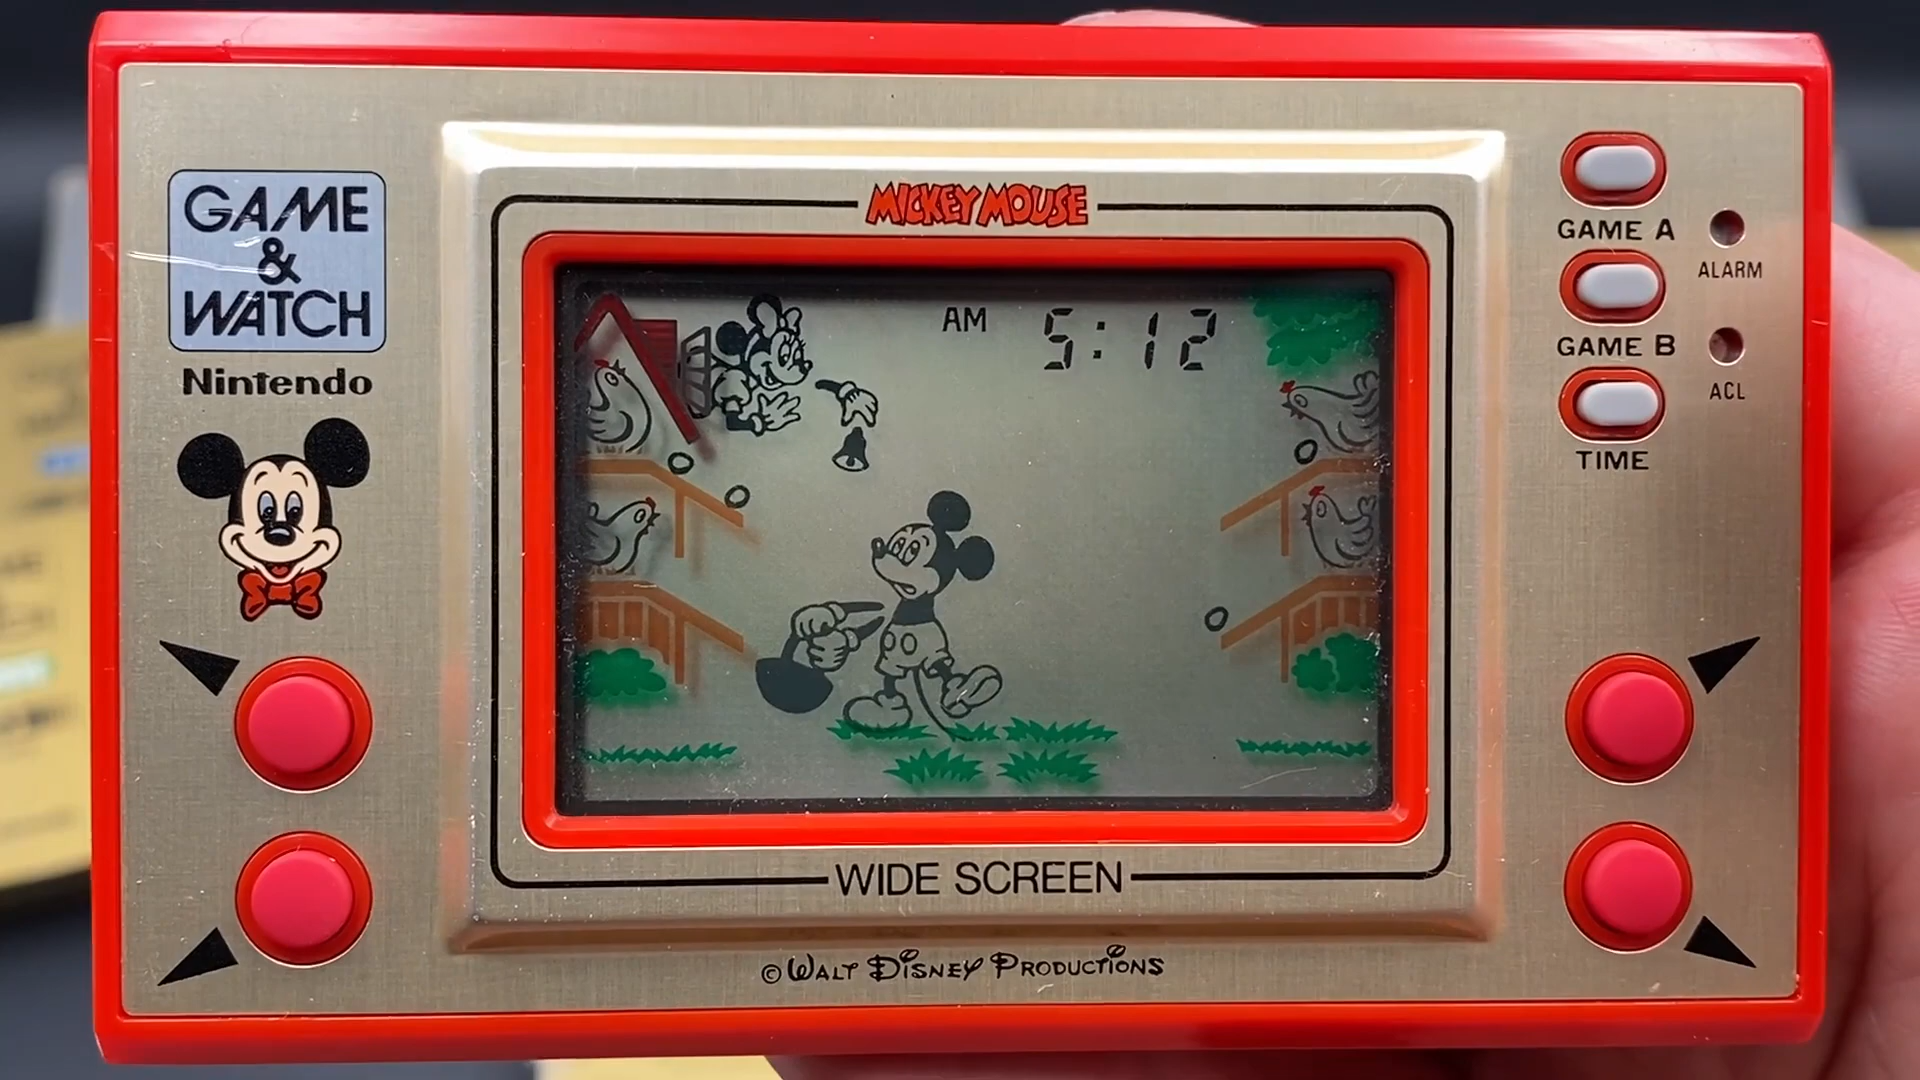 GAME
&
WATCH
Nintendo
MICKEY MOUSE
AM 5:12
GAME A
ALARM
GAME B
ACL
TIME
WIDE SCREEN
© WALT DISNEY PRODUCTIONS